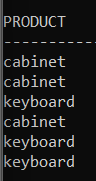 PRODUCT
----------
cabinet
cabinet
keyboard
cabinet
keyboard
keyboard